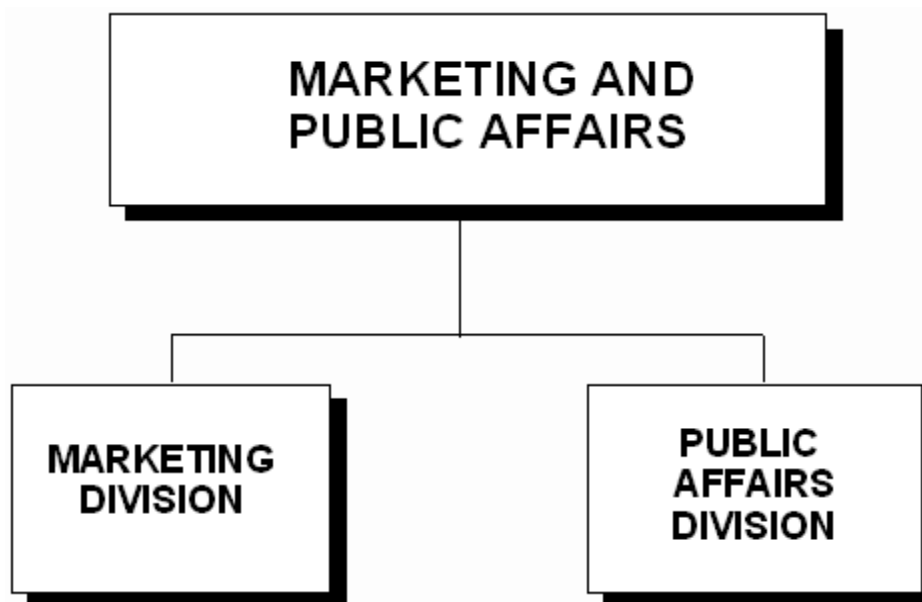 MARKETING AND
PUBLIC AFFAIRS
MARKETING
DIVISION
PUBLIC
AFFAIRS
DIVISION